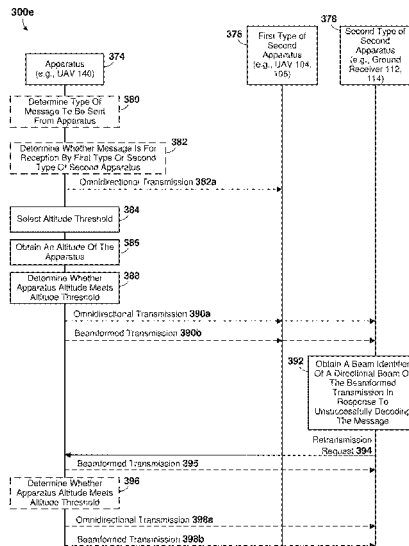 300e
374
Apparatus
(e.g., UAV 140)
First Type of
Second
Apparatus
(e.g., UAV 104,
376
Second Type of
Second
Apparatus
(e.g., Ground
Receiver 112,
114)
Determine Type Of
Message To Be Sent
From Apparatus
380
382
Determine Whether Message Is For
Reception By First Type Or Second
Type Of Second Apparatus
Omnidirectional Transmission 382a
Select Altitude Threshold
384
Obtain An Altitude Of The
Apparatus
Determine Whether
Apparatus Altitude Meets
Altitude Threshold
388
Omnidirectional Transmission 390a
Beamformed Transmission 390b
392
Obtain A Beam Identifier
Of A Directional Beam Of
The Beamformed
Transmission In
Response To
Unsuccessfully Decoding
The Message
Retransmission
Request 394
Beamformed Transmission 395
Determine Whether
Apparatus Altitude Meets
Altitude Threshold
396
Omnidirectional Transmission 398a
Beamformed Transmission 398b